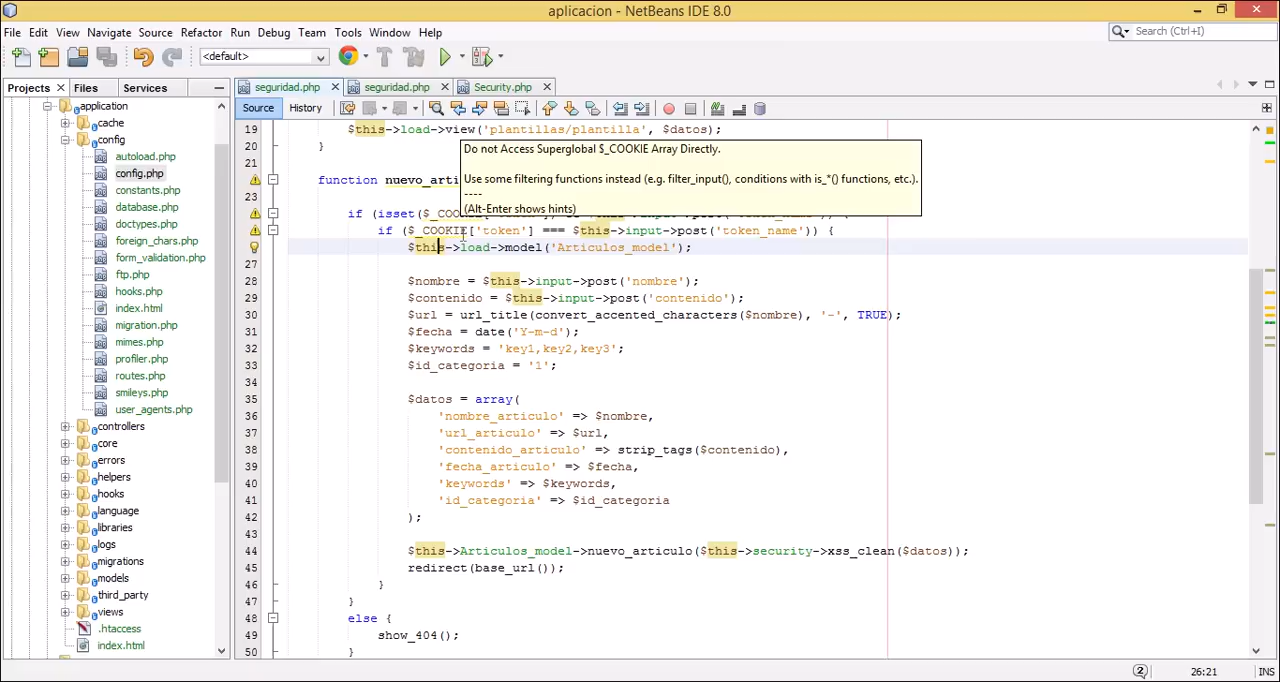 aplicacion - NetBeans IDE 8.0
File Edit View Navigate Source Refactor Run Debug Team Tools Window Help
Search (Ctrl+I)
<default>
Projects Files Services
seguridad.php seguridad.php Security.php
Source History
application
cache
config
autoload.php
config.php
constants.php
database.php
doctypes.php
foreign_chars.php
form_validation.php
ftp.php
hooks.php
index.html
migration.php
mimes.php
profiler.php
routes.php
smileys.php
user_agents.php
controllers
core
errors
helpers
hooks
language
libraries
logs
migrations
models
third_party
views
.htaccess
index.html
19 $this->load->view('plantillas/plantilla', $datos);
20 }
21
function nuevo_arti
23
if (isset($_COO
if ($_COOKIE['token'] === $this->input->post('token_name')) {
$this->load->model('Articulos_model');
27
28 $nombre = $this->input->post('nombre');
29 $contenido = $this->input->post('contenido');
30 $url = url_title(convert_accented_characters($nombre), '-', TRUE);
31 $fecha = date('Y-m-d');
32 $keywords = 'key1,key2,key3';
33 $id_categoria = '1';
34
35 $datos = array(
36 'nombre_articulo' => $nombre,
37 'url_articulo' => $url,
38 'contenido_articulo' => strip_tags($contenido),
39 'fecha_articulo' => $fecha,
40 'keywords' => $keywords,
41 'id_categoria' => $id_categoria
42 );
43
44 $this->Articulos_model->nuevo_articulo($this->security->xss_clean($datos));
45 redirect(base_url());
46 }
47 }
48 else {
49 show_404();
50 }
Do not Access Superglobal $_COOKIE Array Directly.
Use some filtering functions instead (e.g. filter_input(), conditions with is_*() functions, etc.).
----
(Alt-Enter shows hints)
2 26:21 INS